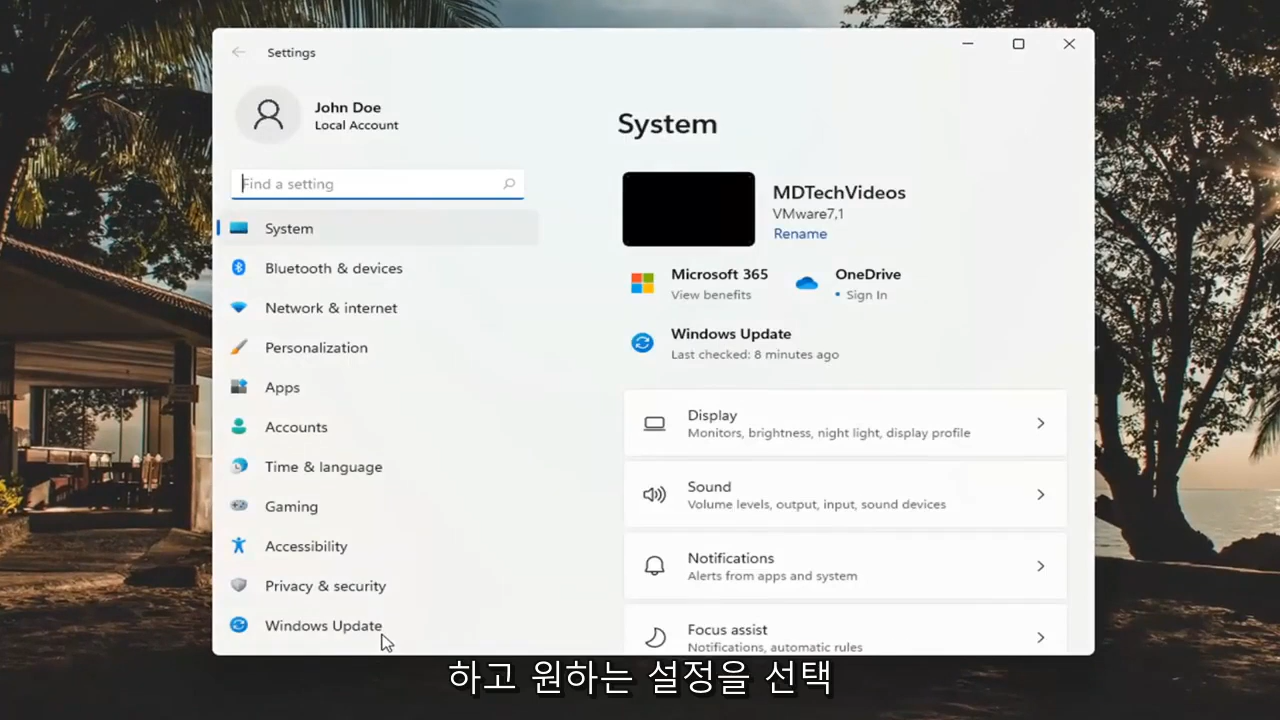 Settings
John Doe
Local Account
Find a setting
System
Bluetooth & devices
Network & internet
Personalization
Apps
Accounts
Time & language
Gaming
Accessibility
Privacy & security
Windows Update
System
MDTechVideos
VMware7,1
Rename
Microsoft 365
View benefits
OneDrive
• Sign In
Windows Update
Last checked: 8 minutes ago
Display
Monitors, brightness, night light, display profile
Sound
Volume levels, output, input, sound devices
Notifications
Alerts from apps and system
Focus assist
Notifications, automatic rules
하고 원하는 설정을 선택